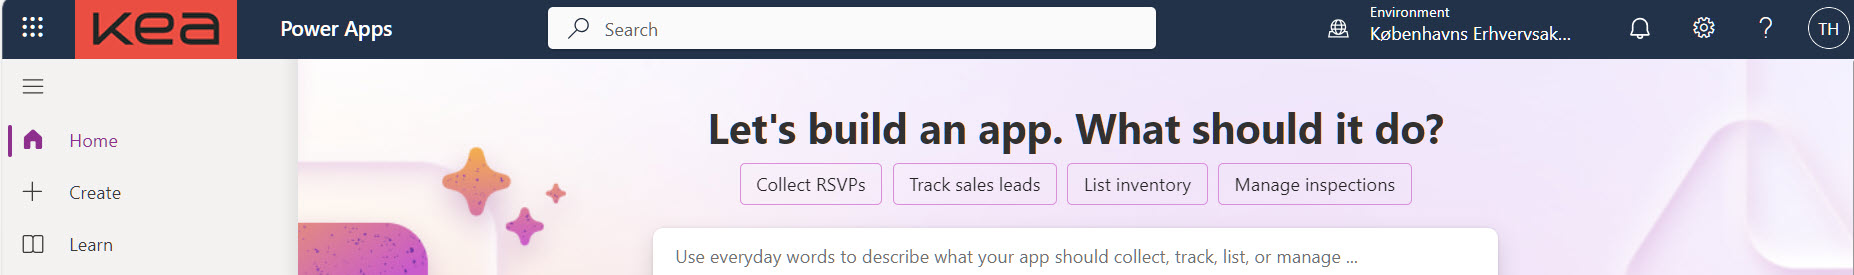 kea
Power Apps
Search
Environment
Københavns Erhvervsak...
?
TH
Home
Create
Learn
Let's build an app. What should it do?
Collect RSVPs
Track sales leads
List inventory
Manage inspections
Use everyday words to describe what your app should collect, track, list, or manage ...